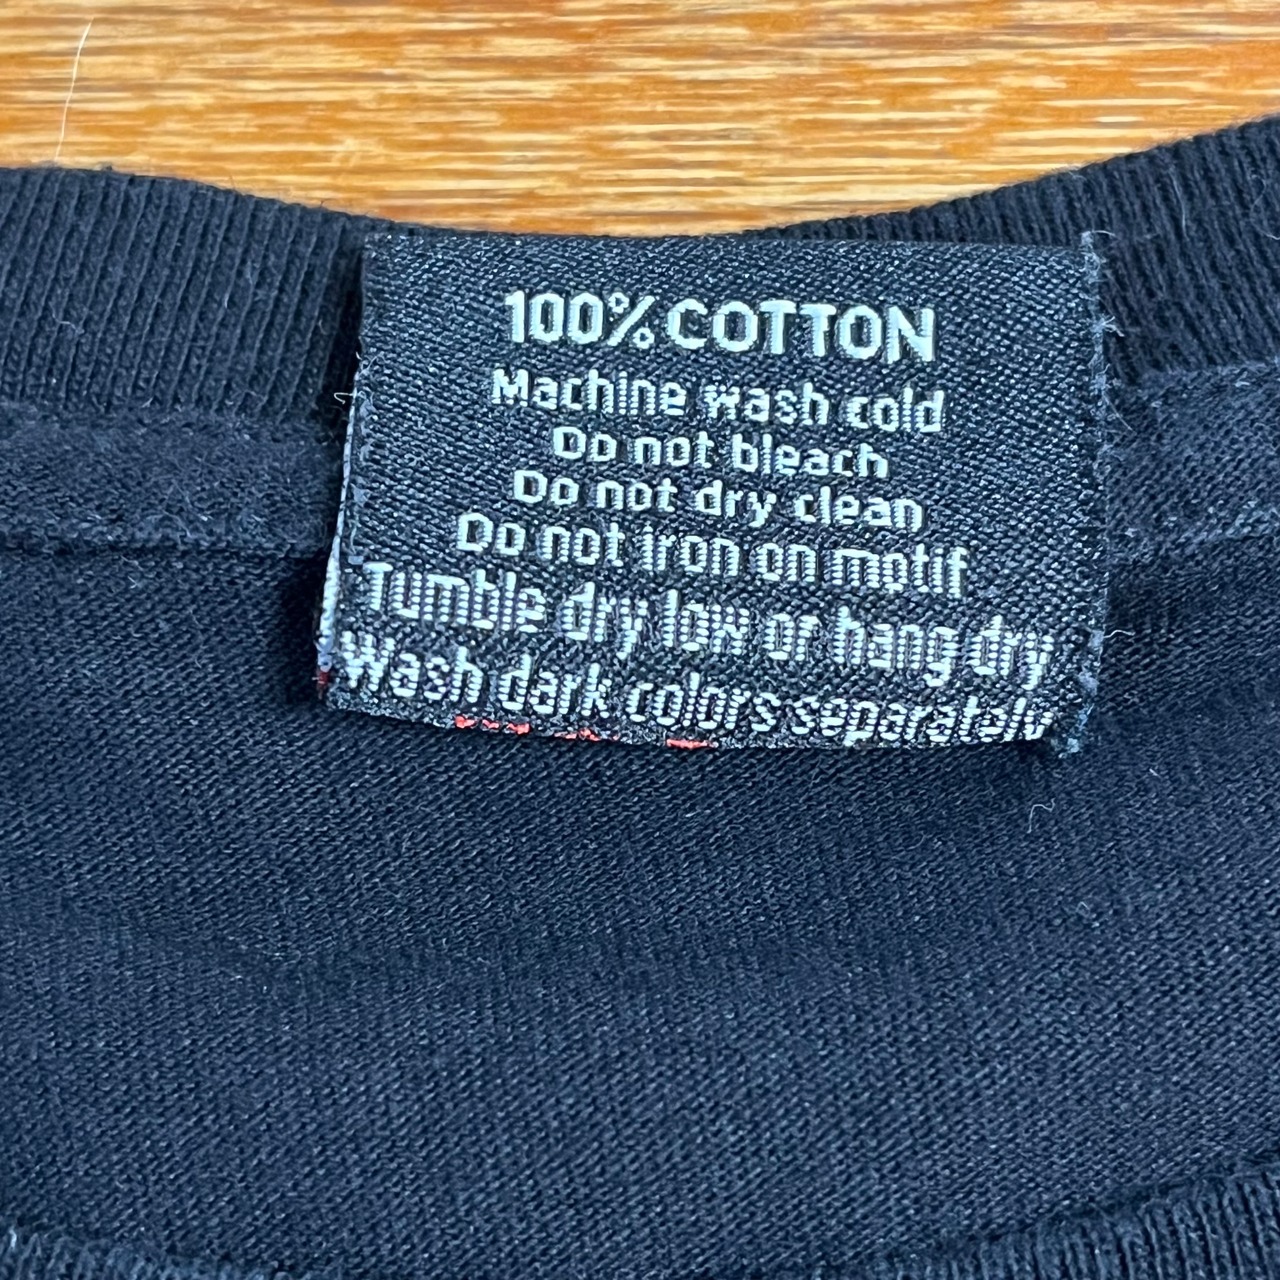 100% COTTON
Machine wash cold
Do not bleach
Do not dry clean
Do not iron on motif
Tumble dry low or hang dry
Wash dark colors separately